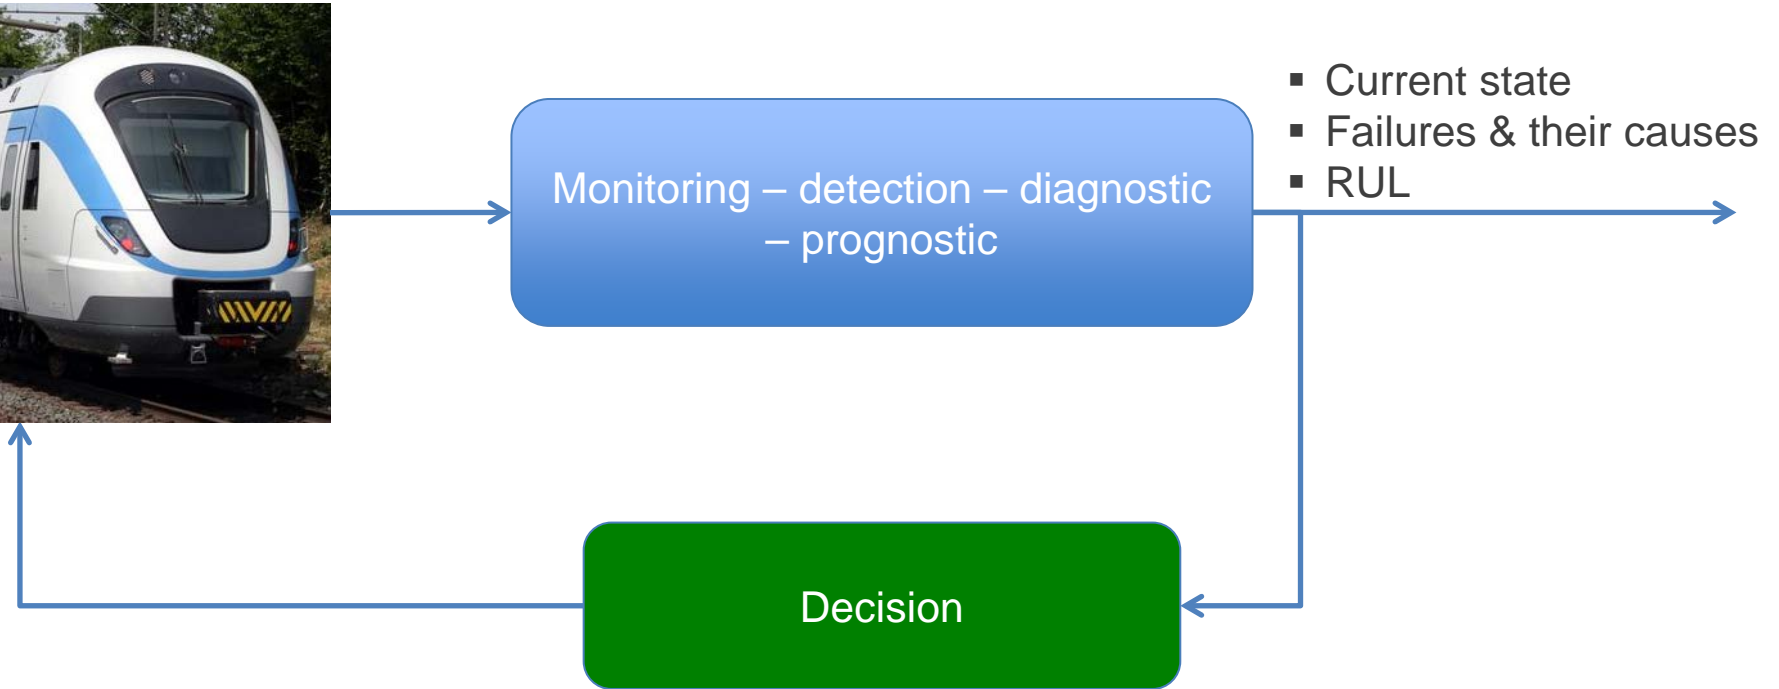 ▪ Current state
▪ Failures & their causes
▪ RUL
Monitoring – detection – diagnostic
– prognostic
Decision